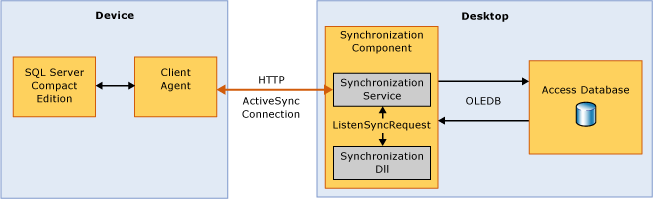 Device
SQL Server
Compact
Edition
Client
Agent
HTTP
ActiveSync
Connection
Desktop
Synchronization
Component
Synchronization
Service
ListenSyncRequest
Synchronization
Dll
OLEDB
Access Database